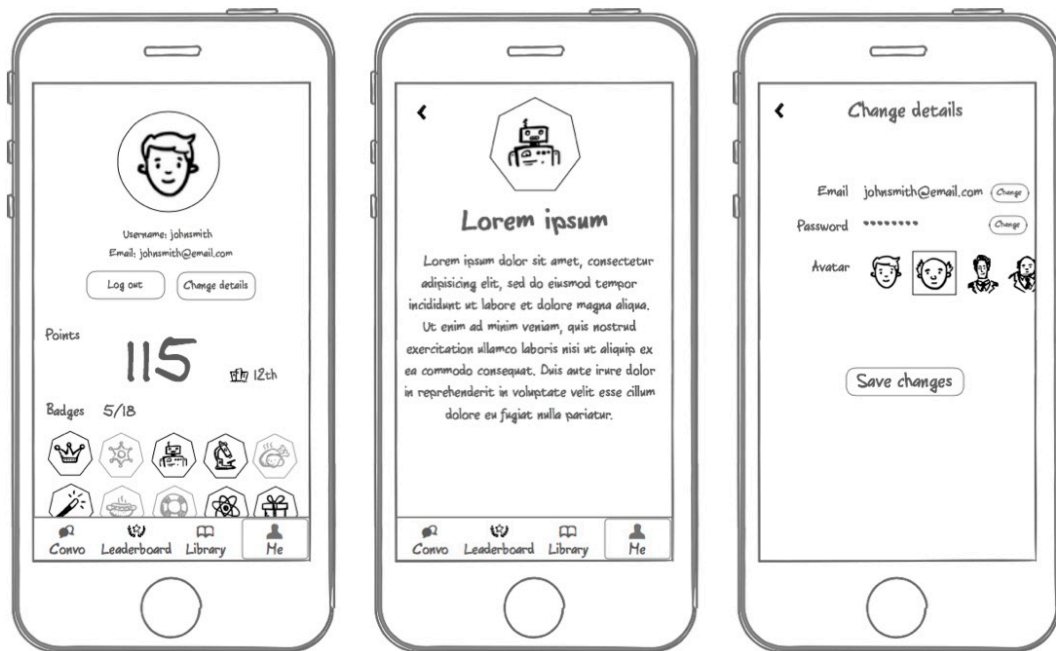 Username: johnsmith
Email: johnsmith@email.com
Log out
Change details
Points
115
12th
Badges 5/18
Convo Leaderboard Library Me
Lorem ipsum
Lorem ipsum dolor sit amet, consectetur
adipisicing elit, sed do eiusmod tempor
incididunt ut labore et dolore magna aliqua.
Ut enim ad minim veniam, quis nostrud
exercitation ullamco laboris nisi ut aliquip ex
ea commodo consequat. Duis aute irure dolor
in reprehenderit in voluptate velit esse cillum
dolore eu fugiat nulla pariatur.
Convo Leaderboard Library Me
Change details
Email johnsmith@email.com Change
Password ******** Change
Avatar
Save changes